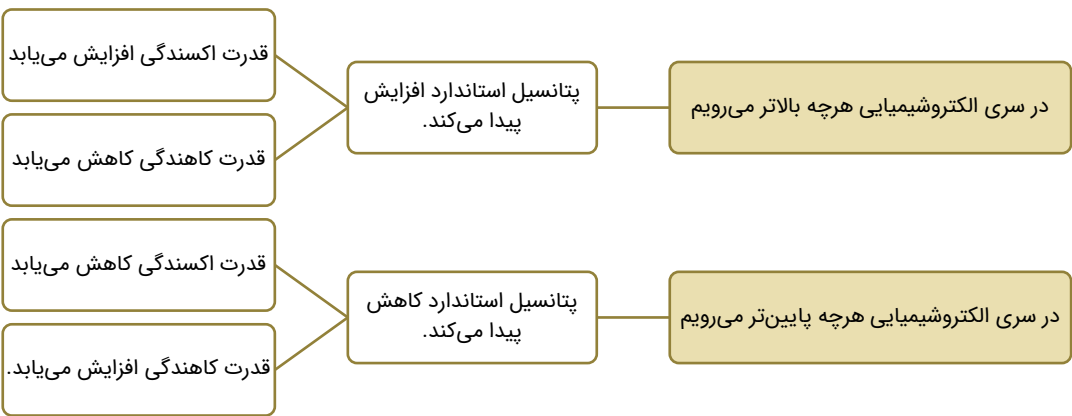 در سری الکتروشیمیایی هرچه بالاتر می‌رویم
پتانسیل استاندارد افزایش
پیدا می‌کند.
قدرت اکسندگی افزایش می‌یابد
قدرت کاهندگی کاهش می‌یابد
در سری الکتروشیمیایی هرچه پایین‌تر می‌رویم
پتانسیل استاندارد کاهش
پیدا می‌کند.
قدرت اکسندگی کاهش می‌یابد
قدرت کاهندگی افزایش می‌یابد.